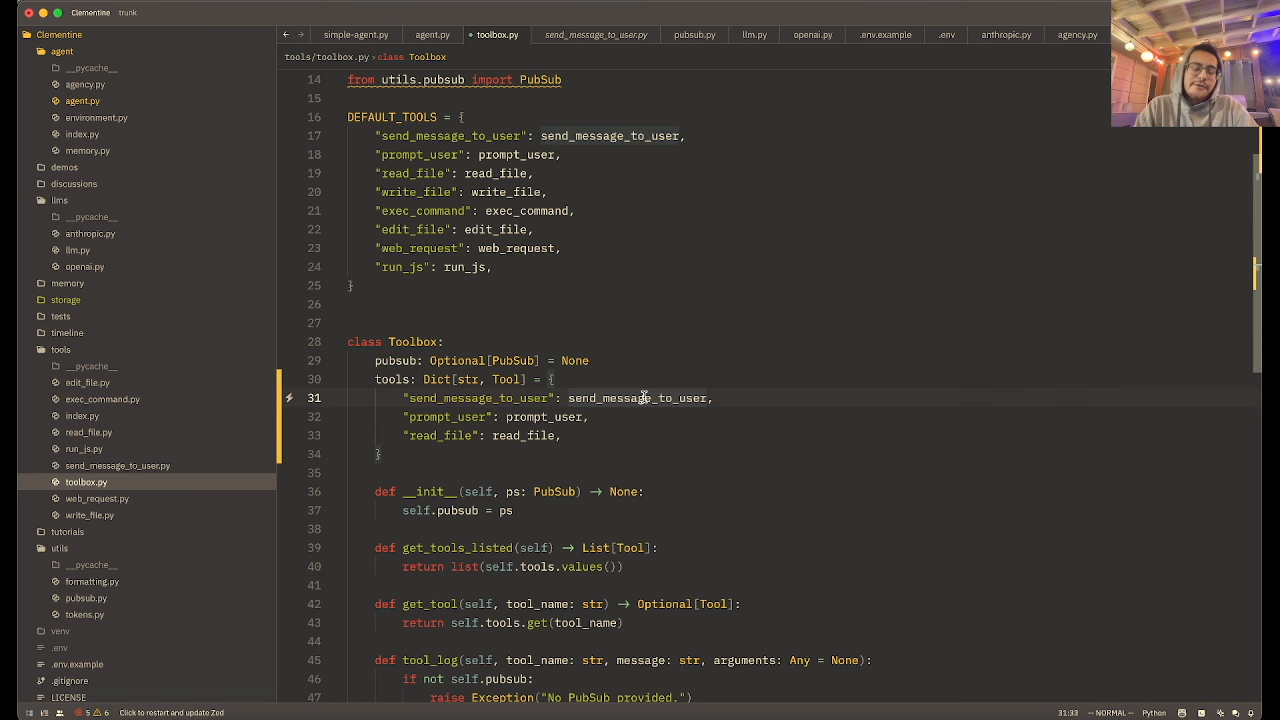 Clementine trunk
Clementine
agent
__pycache__
agency.py
agent.py
environment.py
index.py
memory.py
demos
discussions
llms
__pycache__
anthropic.py
llm.py
openai.py
memory
storage
tests
timeline
tools
__pycache__
edit_file.py
exec_command.py
index.py
read_file.py
run_js.py
send_message_to_user.py
toolbox.py
web_request.py
write_file.py
tutorials
utils
__pycache__
formatting.py
pubsub.py
tokens.py
venv
.env
.env.example
.gitignore
LICENSE
simple-agent.py agent.py toolbox.py send_message_to_user.py pubsub.py llm.py openai.py .env.example .env anthropic.py agency.py
tools/toolbox.py › class Toolbox
14 from utils.pubsub import PubSub
15
16 DEFAULT_TOOLS = {
17 "send_message_to_user": send_message_to_user,
18 "prompt_user": prompt_user,
19 "read_file": read_file,
20 "write_file": write_file,
21 "exec_command": exec_command,
22 "edit_file": edit_file,
23 "web_request": web_request,
24 "run_js": run_js,
25 }
26
27
28 class Toolbox:
29 pubsub: Optional[PubSub] = None
30 tools: Dict[str, Tool] = {
31 "send_message_to_user": send_message_to_user,
32 "prompt_user": prompt_user,
33 "read_file": read_file,
34 }
35
36 def __init__(self, ps: PubSub) → None:
37 self.pubsub = ps
38
39 def get_tools_listed(self) → List[Tool]:
40 return list(self.tools.values())
41
42 def get_tool(self, tool_name: str) → Optional[Tool]:
43 return self.tools.get(tool_name)
44
45 def tool_log(self, tool_name: str, message: str, arguments: Any = None):
46 if not self.pubsub:
47 raise Exception("No PubSub provided.")
5 6 Click to restart and update Zed 31:33 -- NORMAL -- Python